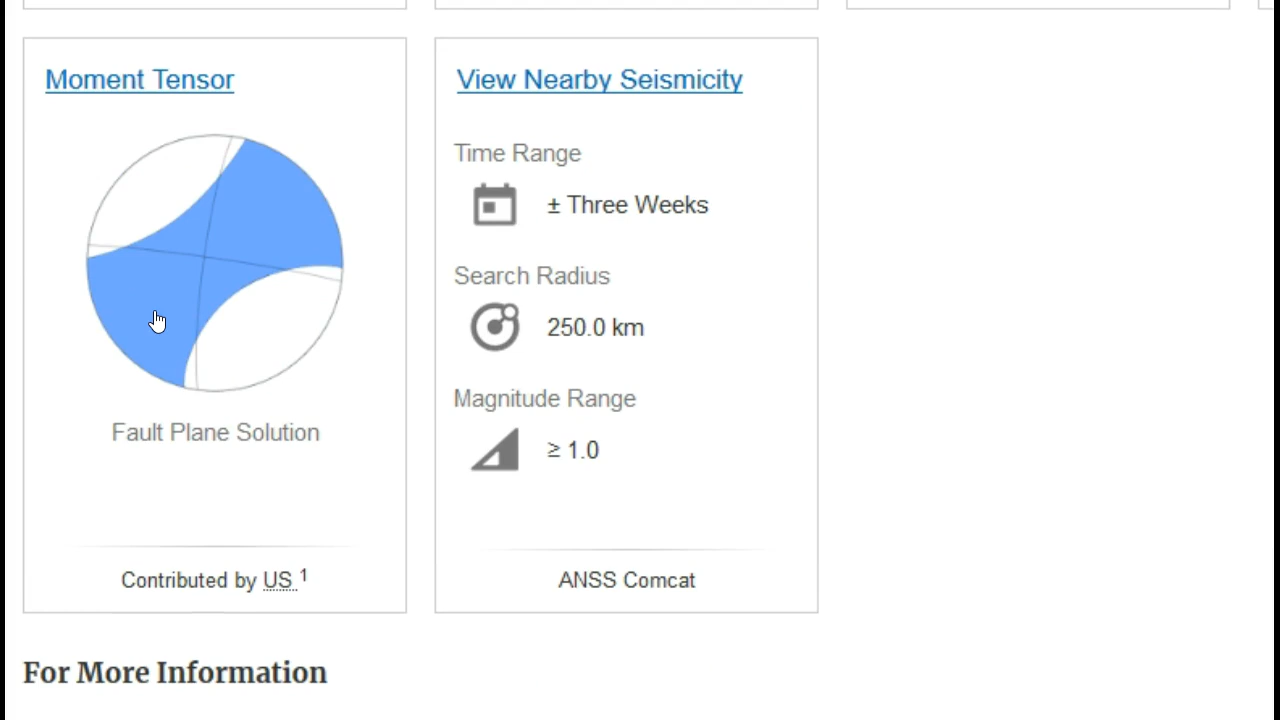 Moment Tensor
Fault Plane Solution
Contributed by US 1
View Nearby Seismicity
Time Range
± Three Weeks
Search Radius
250.0 km
Magnitude Range
≥ 1.0
ANSS Comcat
For More Information